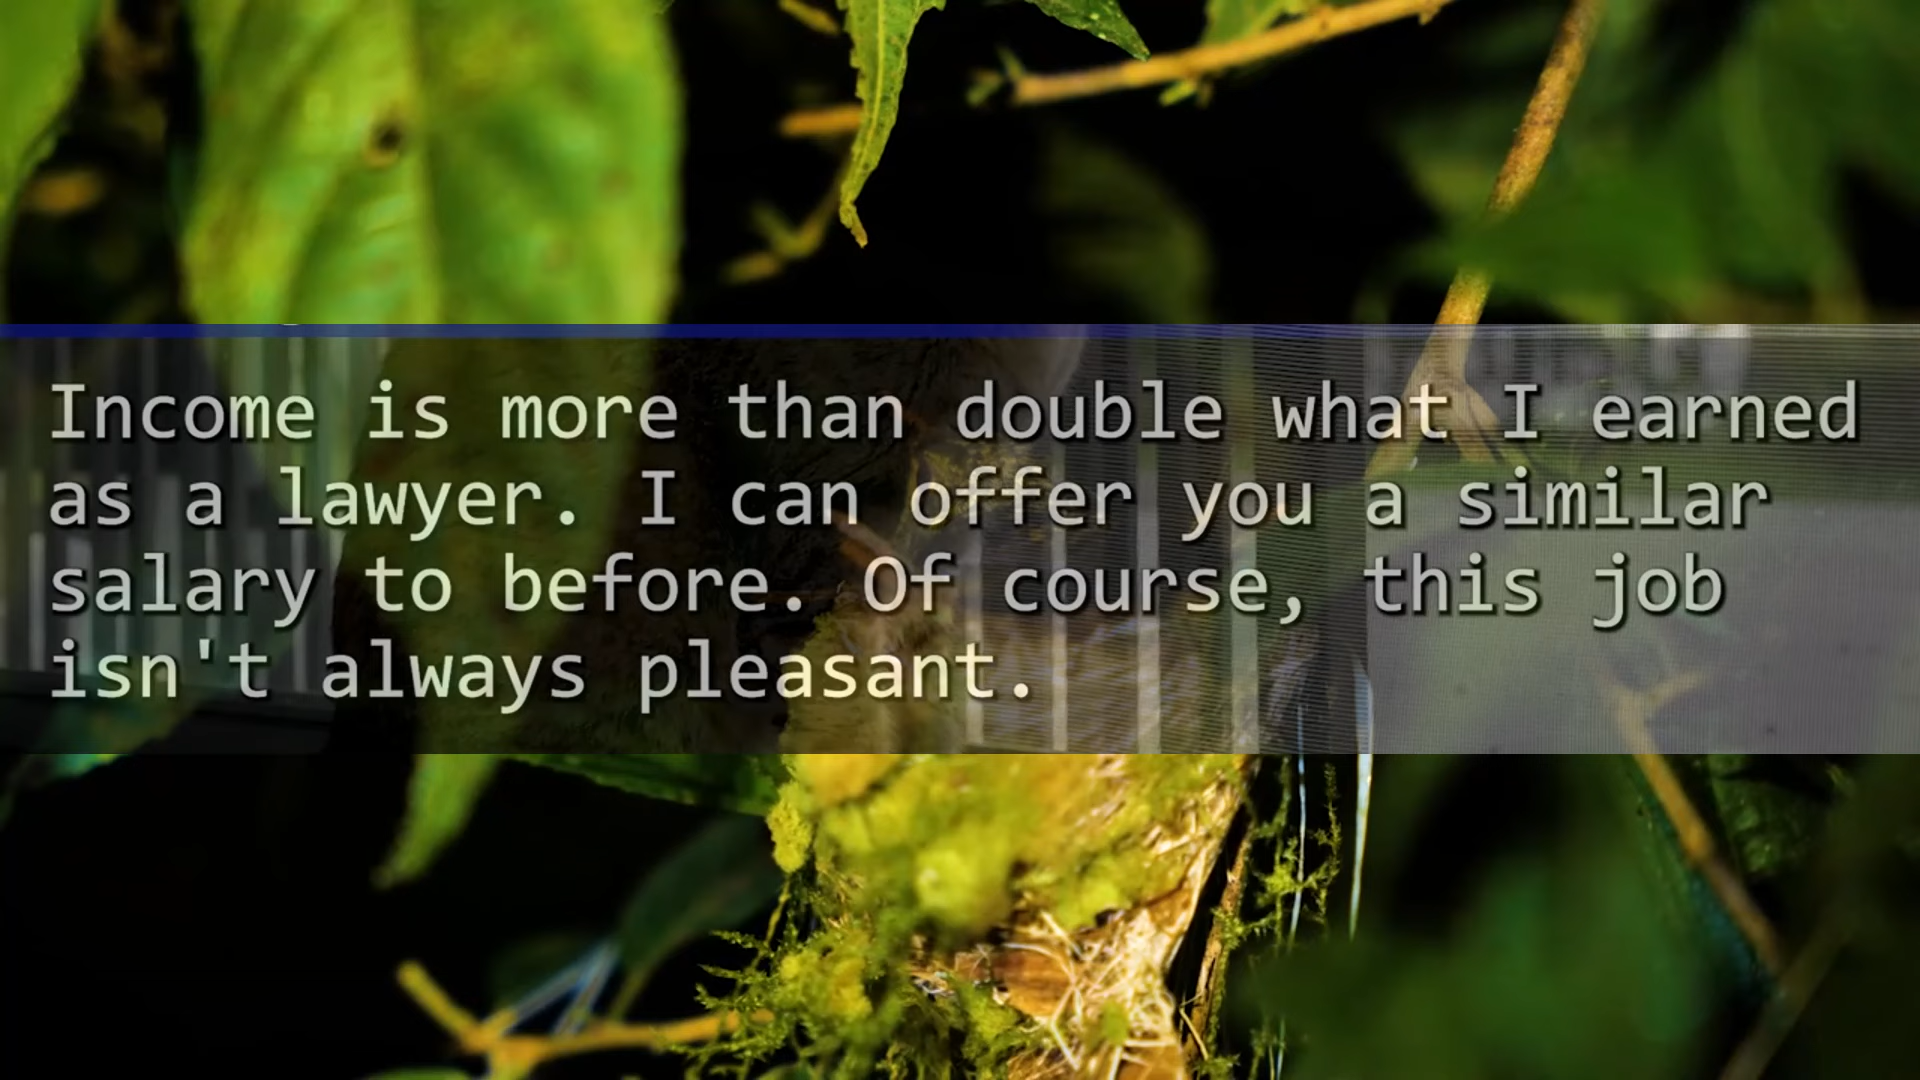 Income is more than double what I earned
as a lawyer. I can offer you a similar
salary to before. Of course, this job
isn't always pleasant.